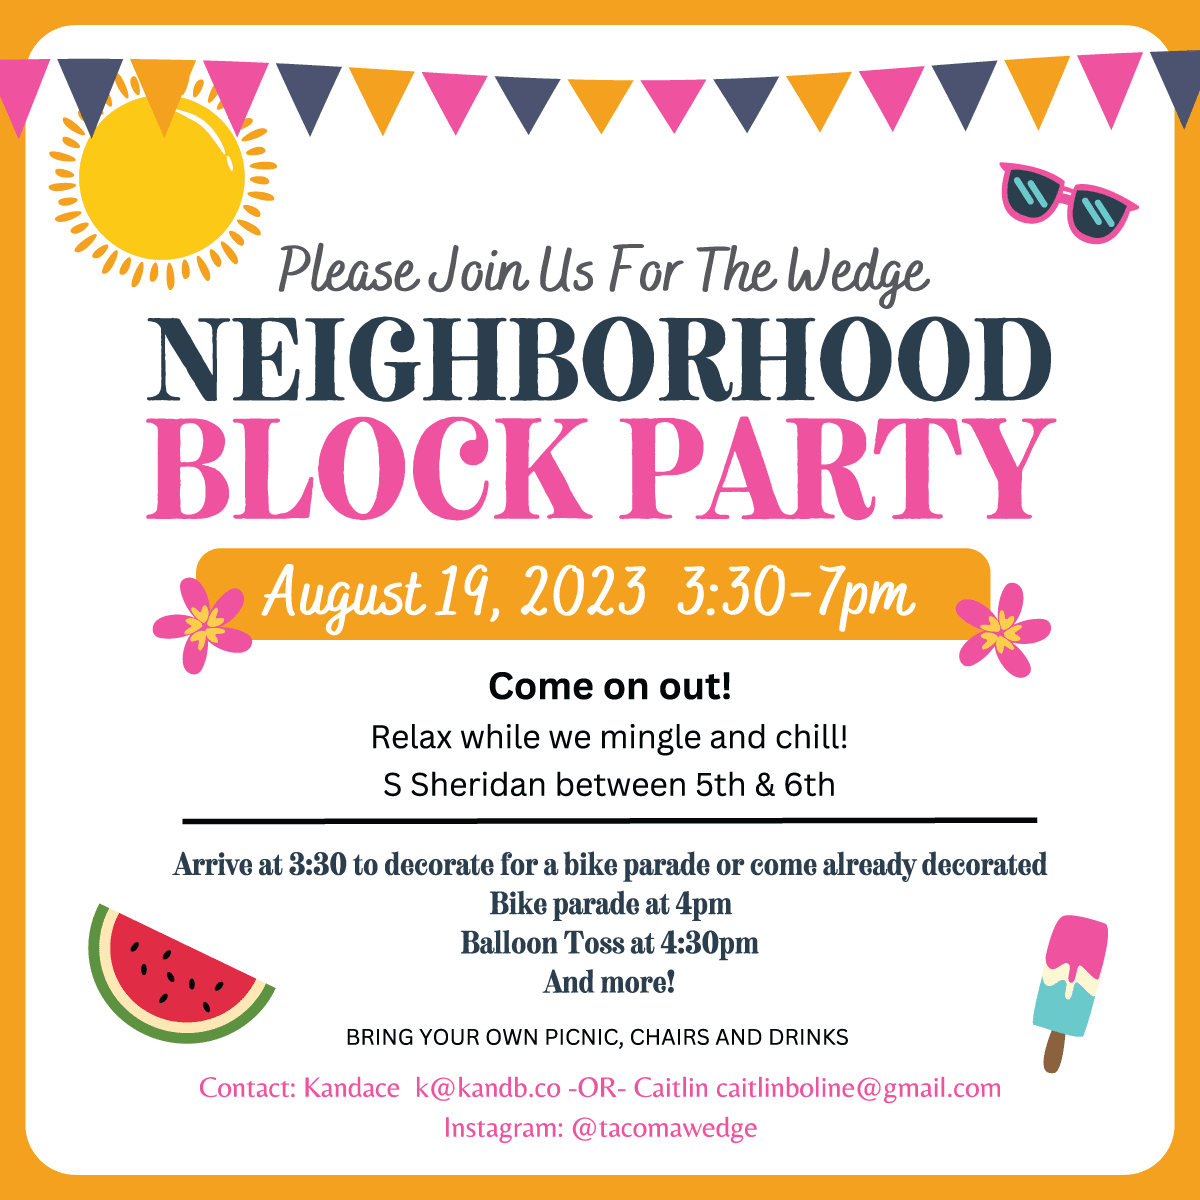 Please Join Us For The Wedge
NEIGHBORHOOD
BLOCK PARTY
August 19, 2023 3:30-7pm
Come on out!
Relax while we mingle and chill!
S Sheridan between 5th & 6th
Arrive at 3:30 to decorate for a bike parade or come already decorated
Bike parade at 4pm
Balloon Toss at 4:30pm
And more!
BRING YOUR OWN PICNIC, CHAIRS AND DRINKS
Contact: Kandace k@kandb.co -OR- Caitlin caitlinboline@gmail.com
Instagram: @tacomawedge